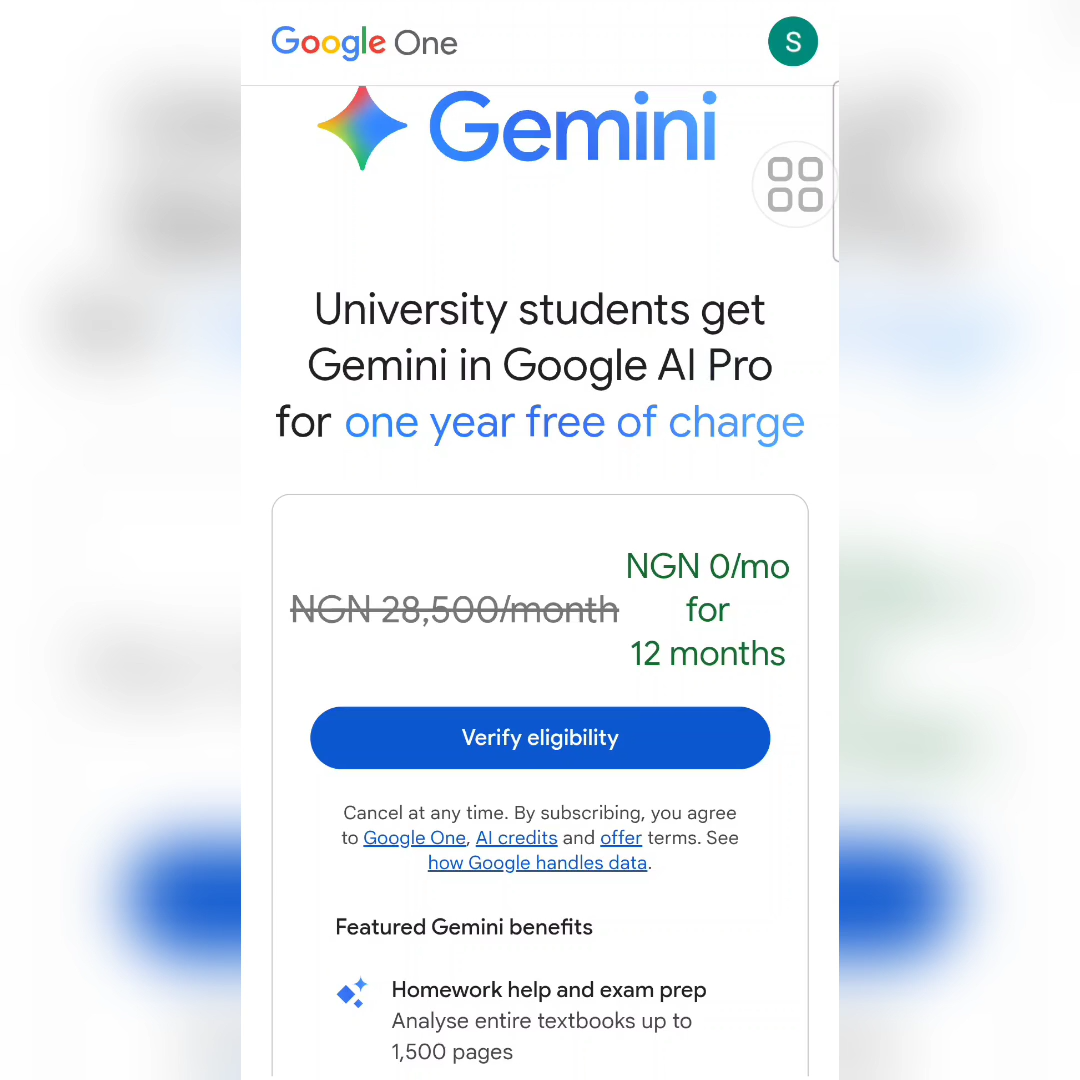 Google One
S
Gemini
University students get
Gemini in Google AI Pro
for one year free of charge
NGN 28,500/month
NGN 0/mo
for
12 months
Verify eligibility
Cancel at any time. By subscribing, you agree
to Google One, AI credits and offer terms. See
how Google handles data.
Featured Gemini benefits
Homework help and exam prep
Analyse entire textbooks up to
1,500 pages